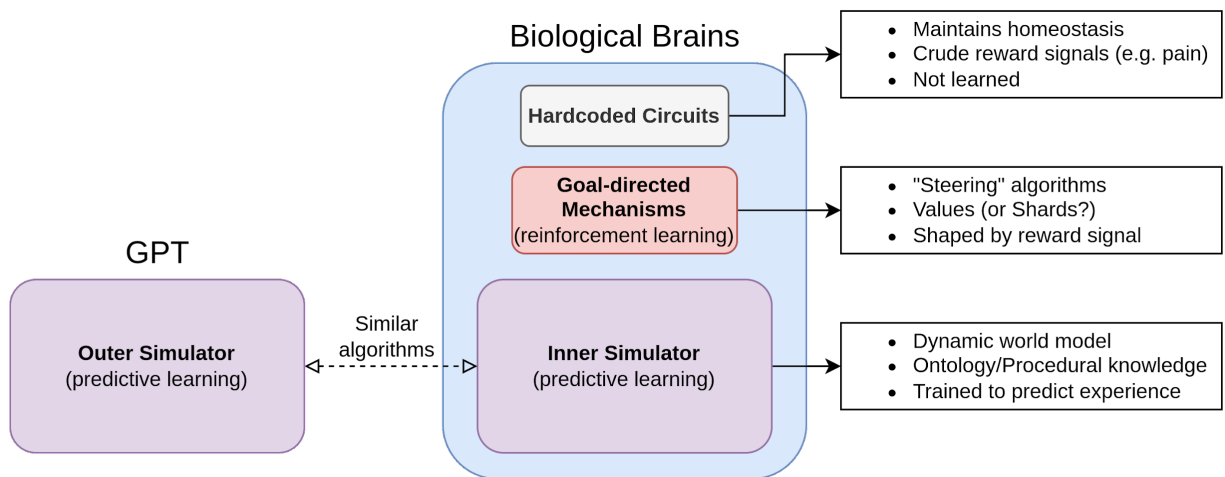 Biological Brains
Hardcoded Circuits
• Maintains homeostasis
• Crude reward signals (e.g. pain)
• Not learned
Goal-directed
Mechanisms
(reinforcement learning)
• "Steering" algorithms
• Values (or Shards?)
• Shaped by reward signal
GPT
Outer Simulator
(predictive learning)
Similar
algorithms
Inner Simulator
(predictive learning)
• Dynamic world model
• Ontology/Procedural knowledge
• Trained to predict experience